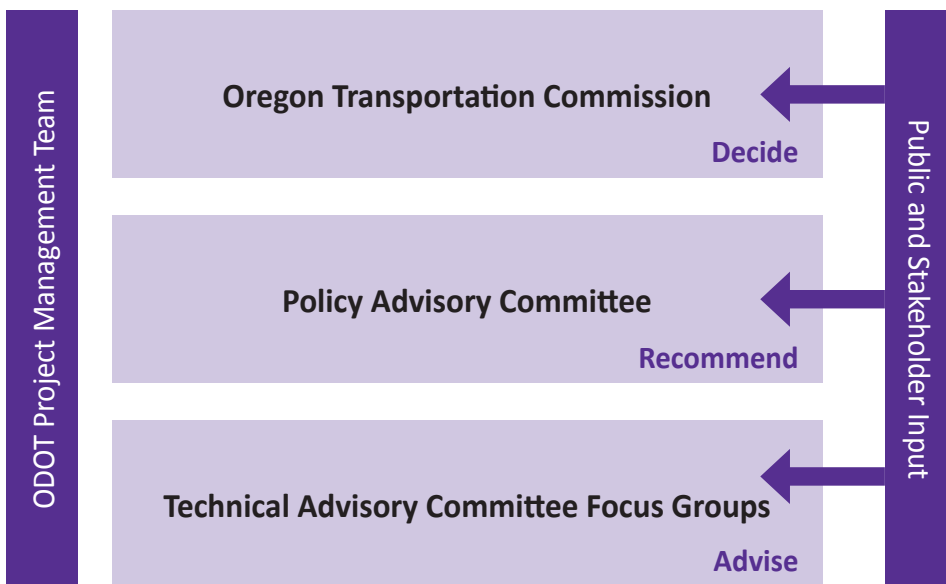 ODOT Project Management Team
Oregon Transportation Commission
Decide
Policy Advisory Committee
Recommend
Technical Advisory Committee Focus Groups
Advise
Public and Stakeholder Input